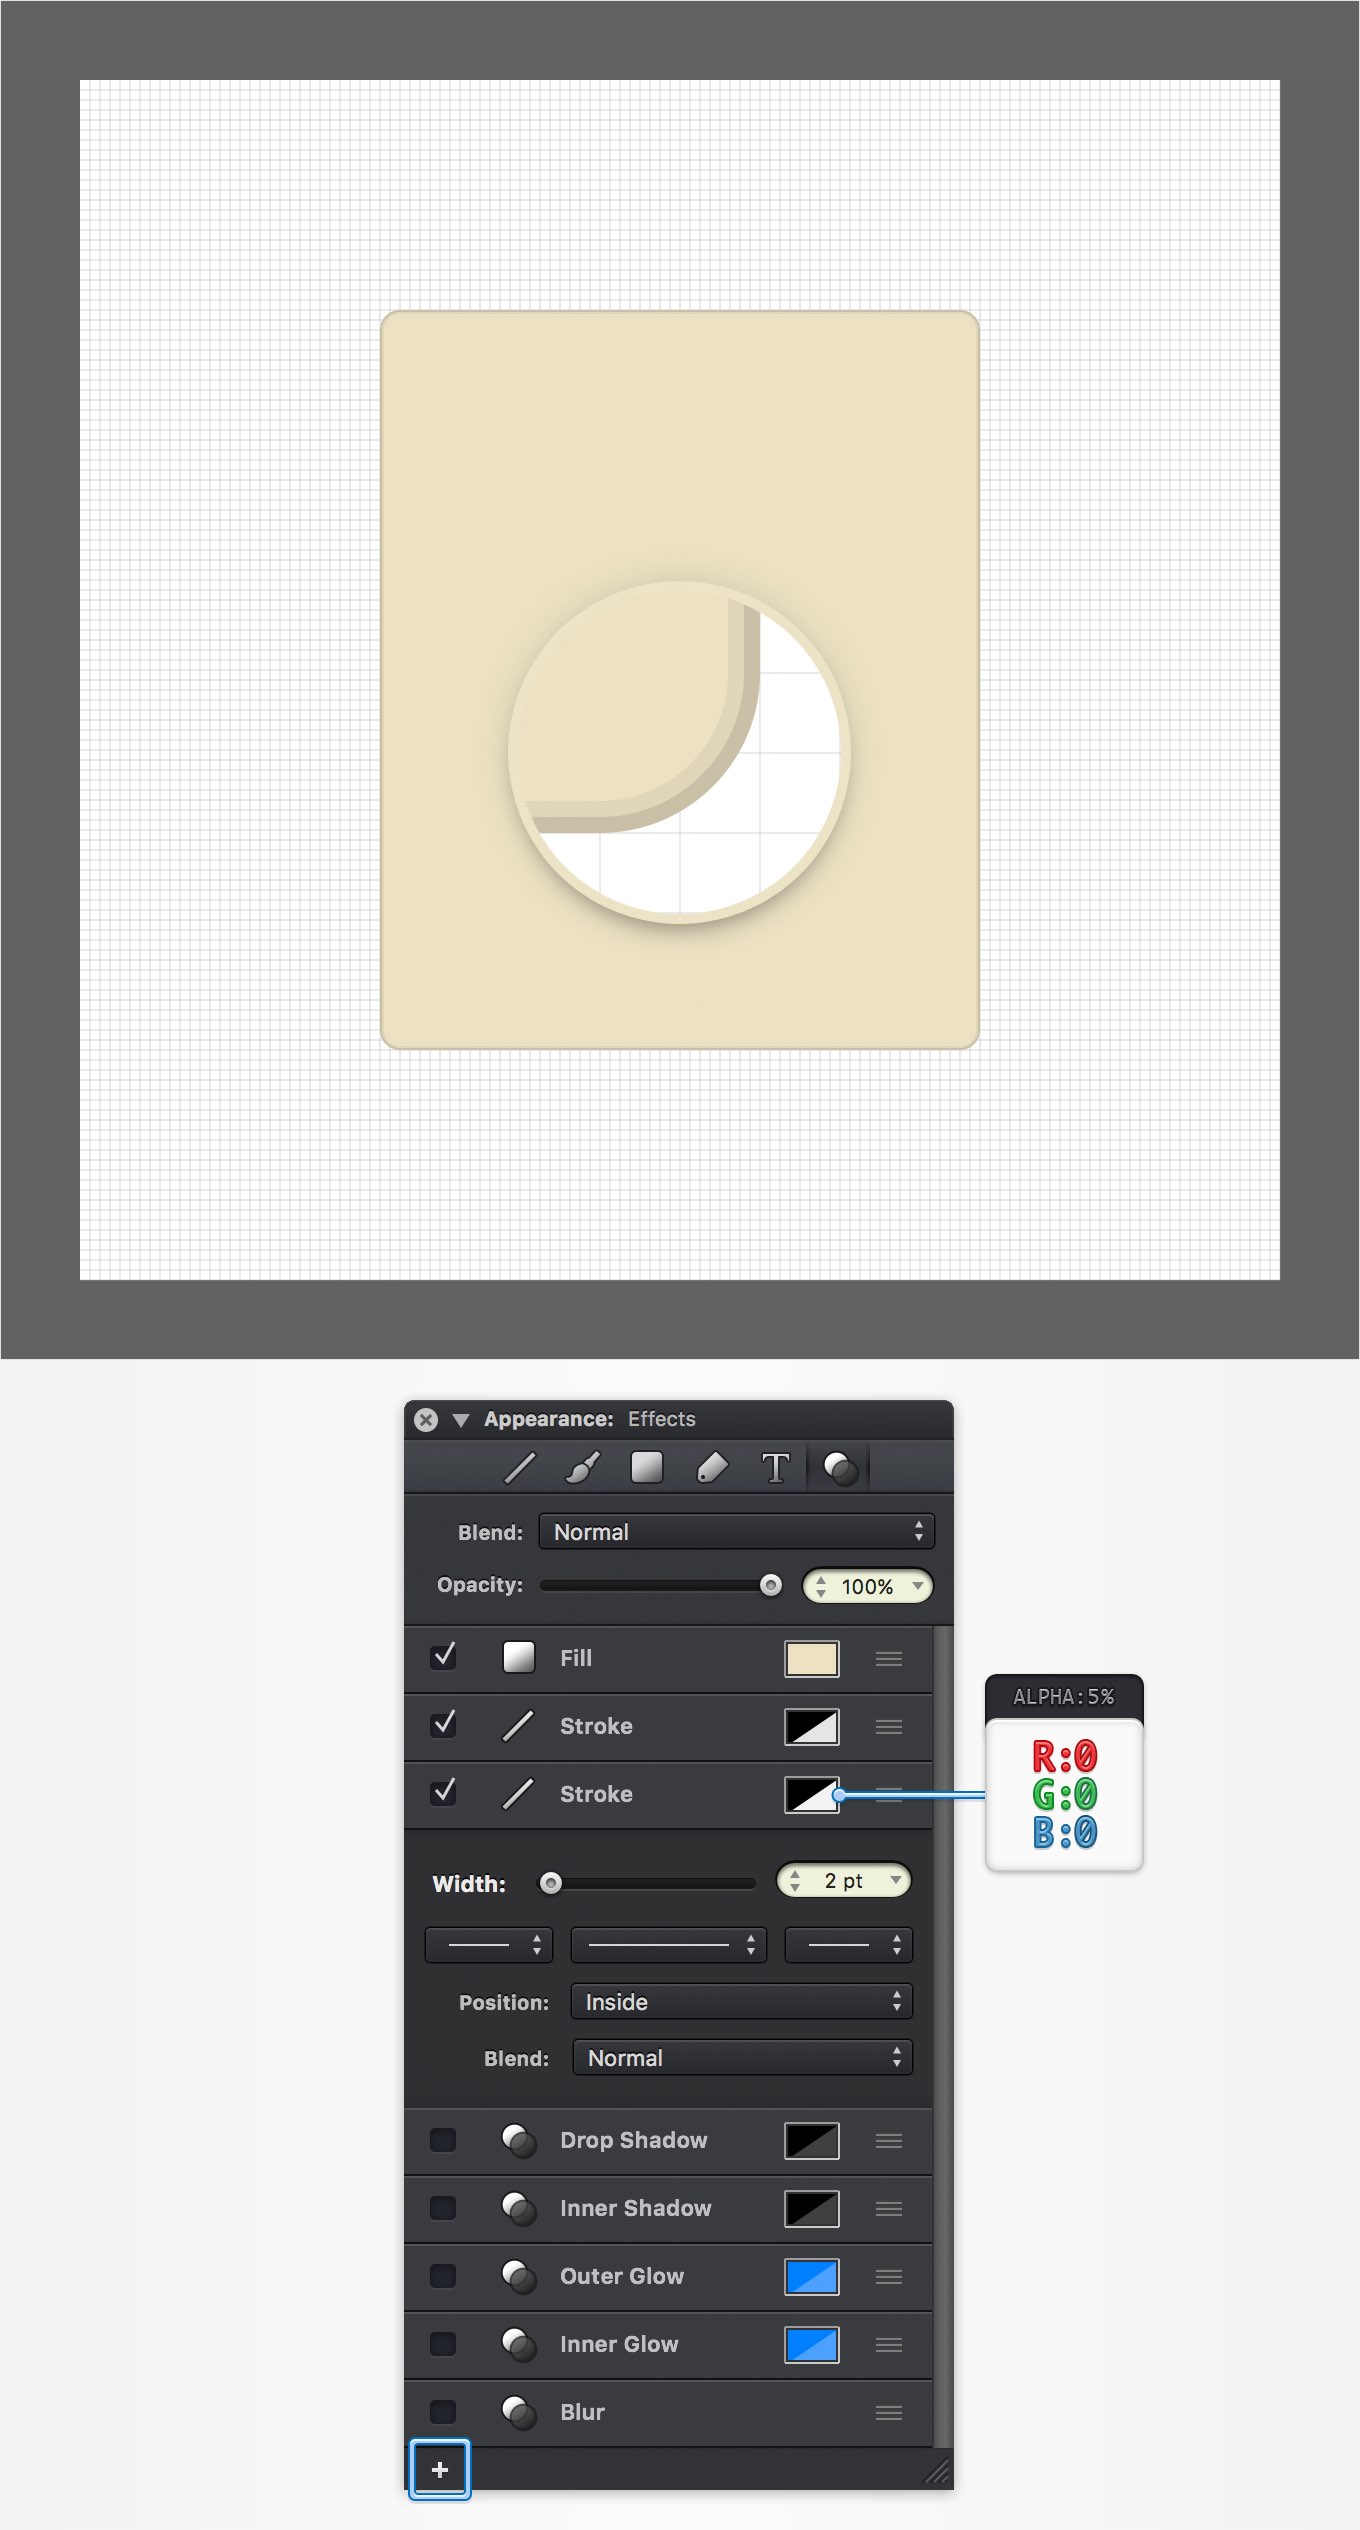 Appearance: Effects
T
Blend: Normal
Opacity: 100%
Fill
Stroke
ALPHA:5%
R:0
G:0
B:0
Stroke
Width: 2 pt
Position: Inside
Blend: Normal
Drop Shadow
Inner Shadow
Outer Glow
Inner Glow
Blur
+